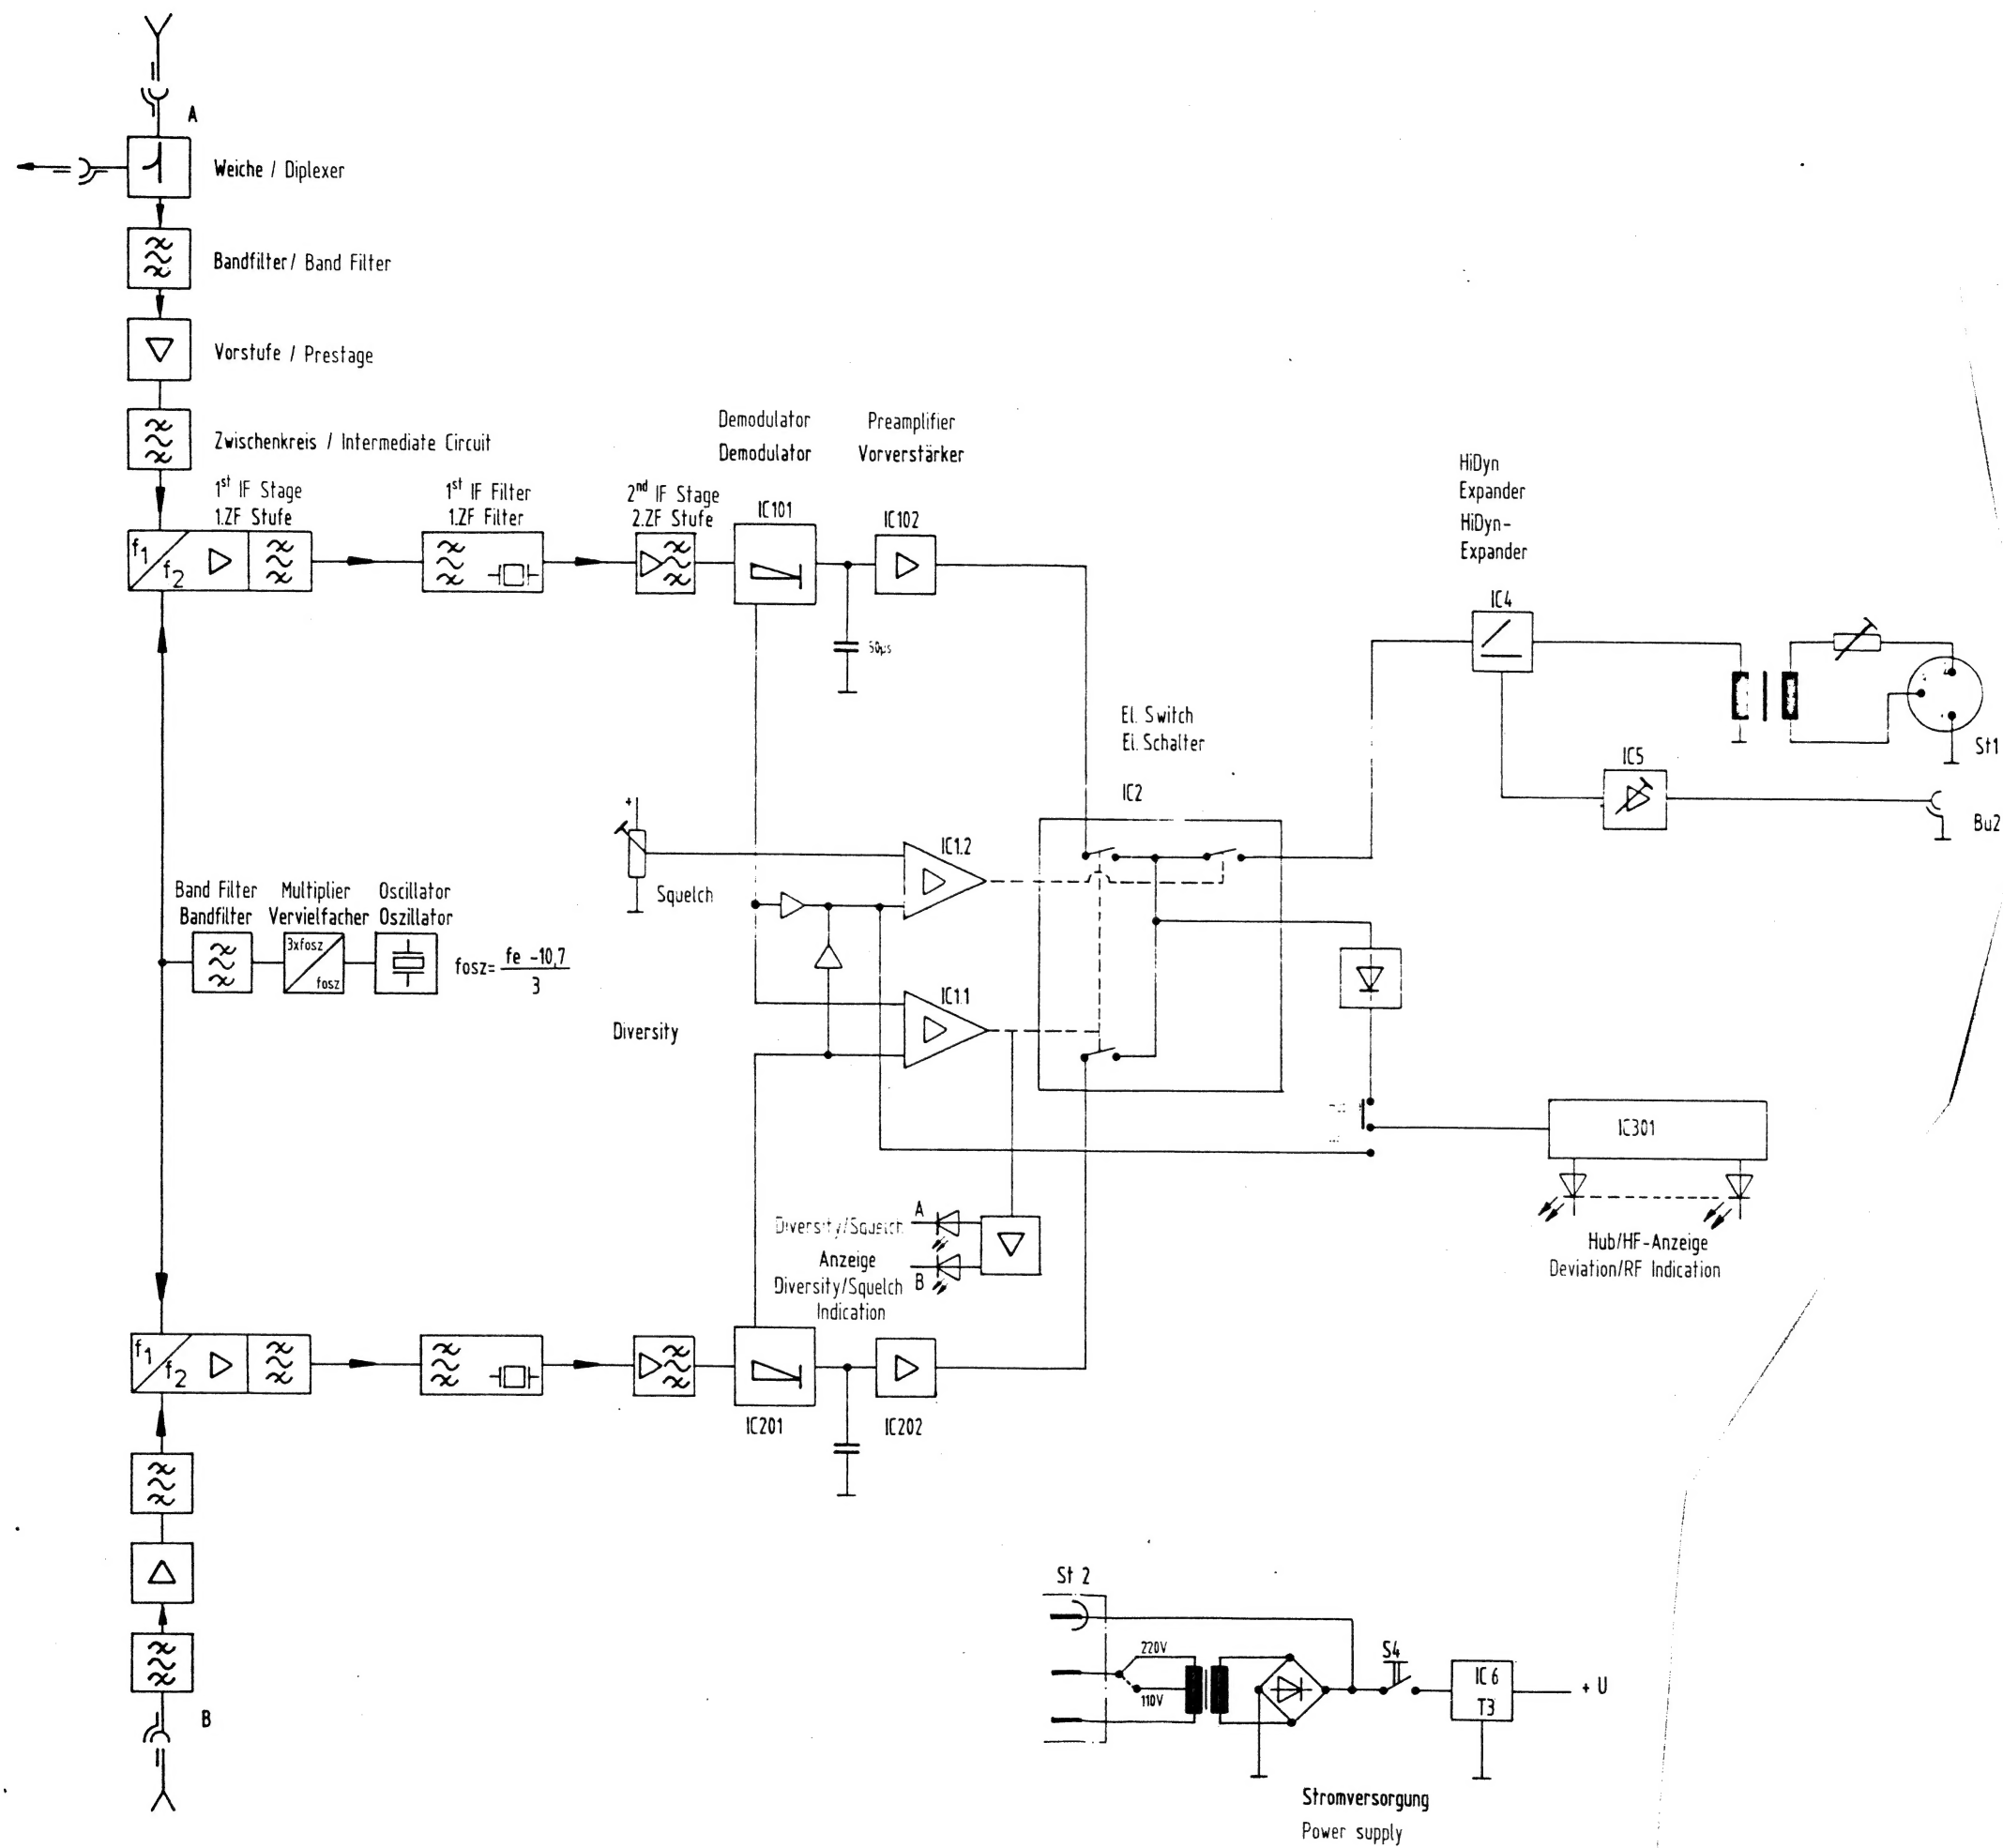 A
Weiche / Diplexer
Bandfilter / Band Filter
Vorstufe / Prestage
Zwischenkreis / Intermediate Circuit
1st IF Stage
1.ZF Stufe
1st IF Filter
1.ZF Filter
2nd IF Stage
2.ZF Stufe
Demodulator
Demodulator
IC101
Preamplifier
Vorverstärker
IC102
f1
f2
50µs
HiDyn
Expander
HiDyn-
Expander
IC4
St1
IC5
Bu2
El. Switch
El. Schalter
IC2
+
Squelch
IC1.2
Band Filter
Bandfilter
Multiplier
Vervielfacher
Oscillator
Oszillator
3xfosz
fosz
fosz= fe -10,7
3
IC1.1
Diversity
IC301
Hub/HF-Anzeige
Deviation/RF Indication
A
Diversity/Squelch
Anzeige
B
Diversity/Squelch
Indication
f1
f2
IC201
IC202
B
St 2
220V
110V
S4
IC6
T3
+ U
Stromversorgung
Power supply